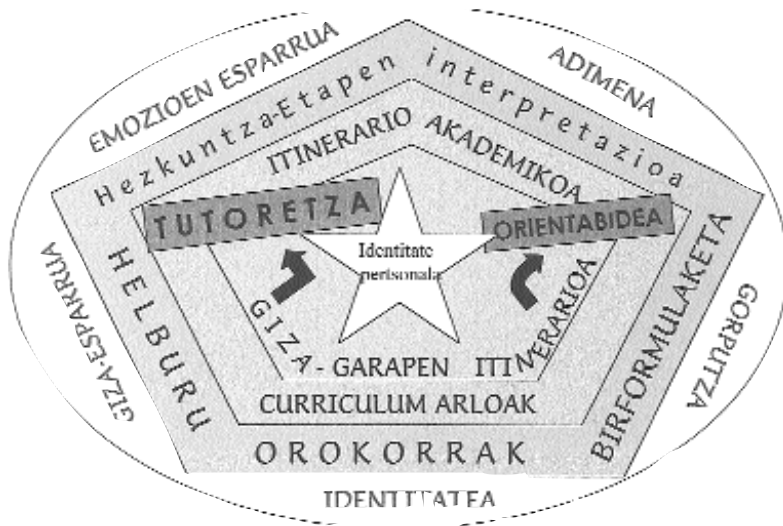 EMOZIOEN ESPARRUA
ADIMENA
Hezkuntza-Etapen interpretazioa
ITINERARIO AKADEMIKOA
TUTORETZA
ORIENTABIDEA
Identitate
pertsonala
HELBURU
BIRFORMULAKETA
GIZA ESPARRUA
GORPUTZA
GIZA-GARAPEN ITINERARIOA
CURRICULUM ARLOAK
OROKORRAK
IDENTITATEA